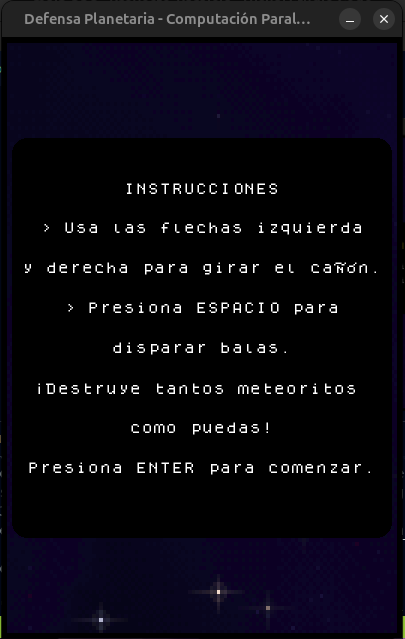 Defensa Planetaria - Computación Paral...
INSTRUCCIONES
> Usa las flechas izquierda
y derecha para girar el cañón.
> Presiona ESPACIO para
disparar balas.
¡Destruye tantos meteoritos
como puedas!
Presiona ENTER para comenzar.